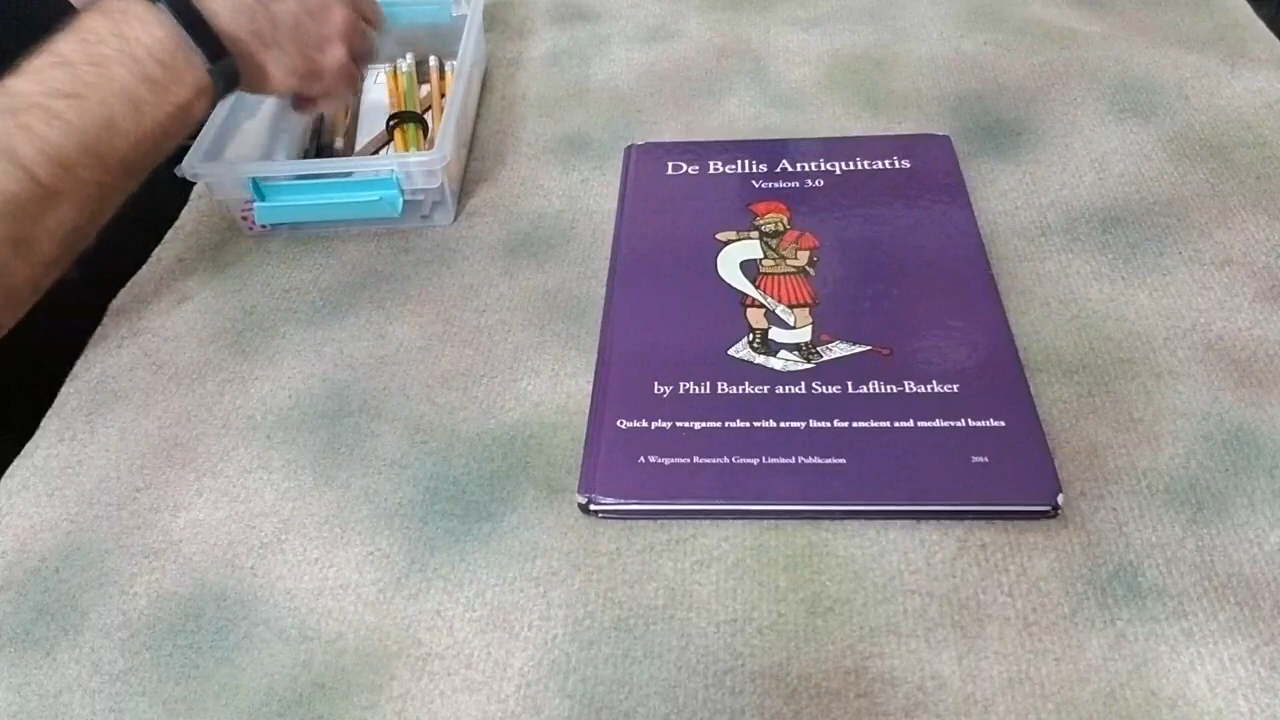 De Bellis Antiquitatis
Version 3.0
by Phil Barker and Sue Laflin-Barker
Quick play wargame rules with army lists for ancient and medieval battles
A Wargames Research Group Limited Publication 2014